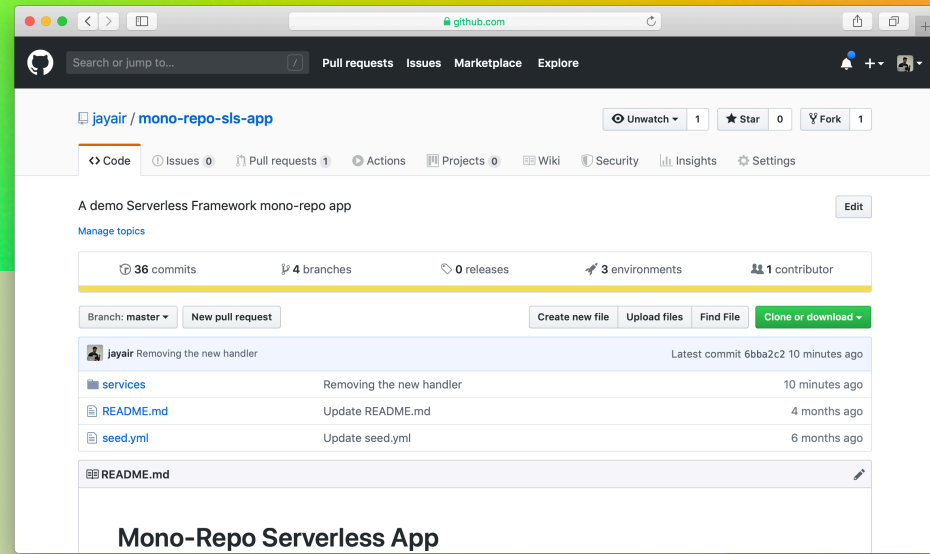 github.com
Search or jump to... /
Pull requests Issues Marketplace Explore
jayair / mono-repo-sls-app
Unwatch 1 Star 0 Fork 1
Code Issues 0 Pull requests 1 Actions Projects 0 Wiki Security Insights Settings
A demo Serverless Framework mono-repo app
Edit
Manage topics
36 commits 4 branches 0 releases 3 environments 1 contributor
Branch: master New pull request Create new file Upload files Find File Clone or download
jayair Removing the new handler Latest commit 6bba2c2 10 minutes ago
services Removing the new handler 10 minutes ago
README.md Update README.md 4 months ago
seed.yml Update seed.yml 6 months ago
README.md
Mono-Repo Serverless App